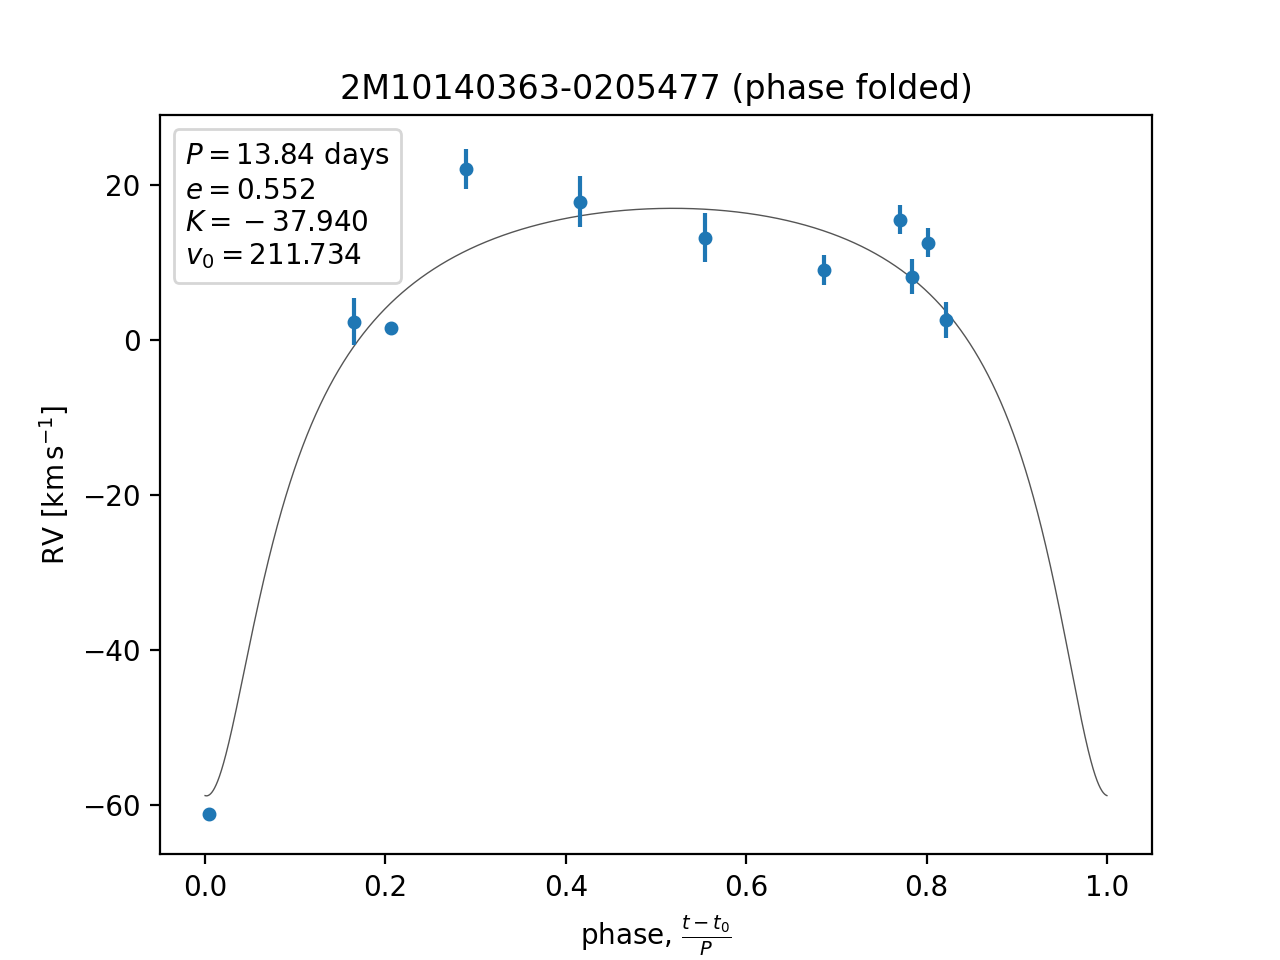 2M10140363-0205477 (phase folded)
P = 13.84 days
e = 0.552
K = −37.940
v₀ = 211.734
20
0
−20
−40
−60
RV [km s⁻¹]
0.0 0.2 0.4 0.6 0.8 1.0
phase, (t − t₀)/P